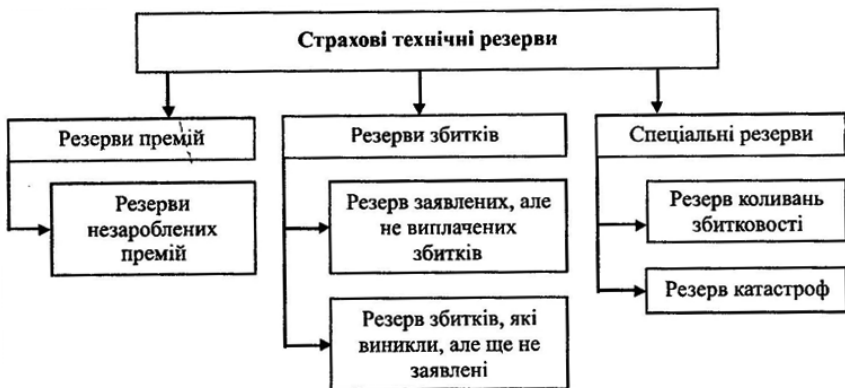 Страхові технічні резерви
Резерви премій
Резерви збитків
Спеціальні резерви
Резерви
незароблених
премій
Резерв заявлених, але
не виплачених
збитків
Резерв коливань
збитковості
Резерв збитків, які
виникли, але ще не
заявлені
Резерв катастроф